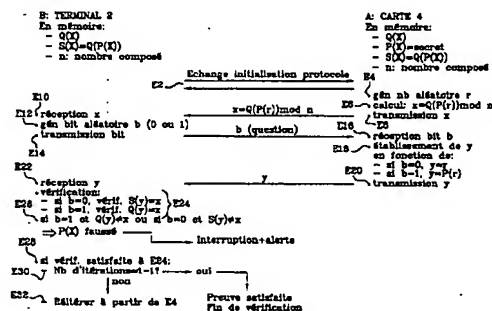 B: TERMINAL 2
En mémoire:
- Q(X)
- S(X)=Q(P(X))
- n: nombre composé
A: CARTE 4
En mémoire:
- Q(X)
- P(X)=secret
- S(X)=Q(P(X))
- n: nombre composé
Echange initialisation protocole
E2
E4
gén nb aléatoire r
E10
E6
calcul: x=Q(P(r))mod n
E12
réception x
x=Q(P(r))mod n
transmission x
gén bit aléatoire b (0 ou 1)
E16
E8
transmission bit
b (question)
réception bit b
E14
E18
établissement de y
en fonction de:
- si b=0, y=r
- si b=1, y=P(r)
E22
E20
réception y
y
transmission y
vérification:
- si b=0, vérif. S(y)=x
- si b=1, vérif. Q(y)=x
E24
E26
si b=1 et Q(y)≠x ou si b=0 et S(y)≠x
⇒ P(X) faussé
Interruption+alerte
E28
si vérif. satisfaite à E24:
E30
Nb d'itérations=t-1?
oui
non
E32
Réitérer à partir de E4
Preuve satisfaite
Fin de vérification